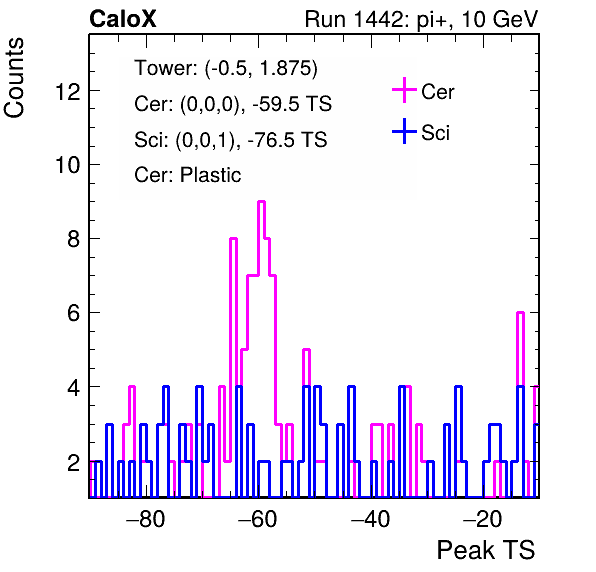 CaloX Run 1442: pi+, 10 GeV
Counts
Tower: (-0.5, 1.875)
Cer: (0,0,0), -59.5 TS
Sci: (0,0,1), -76.5 TS
Cer: Plastic
Cer
Sci
12
10
8
6
4
2
−80 −60 −40 −20
Peak TS